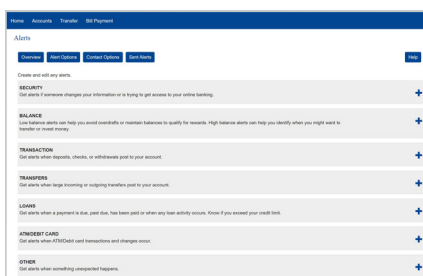 Home Accounts Transfer Bill Payment
Alerts
Overview Alert Options Contact Options Sent Alerts Help
Create and edit any alerts.
SECURITY
Get alerts if someone changes your information or is trying to get access to your online banking.
BALANCE
Low balance alerts can help you avoid overdrafts or maintain balances to qualify for rewards. High balance alerts can help you identify when you might want to
transfer or invest money.
TRANSACTION
Get alerts when deposits, checks, or withdrawals post to your account.
TRANSFERS
Get alerts when large incoming or outgoing transfers post to your account.
LOANS
Get alerts when a payment is due, past due, has been paid or when any loan activity occurs. Know if you exceed your credit limit.
ATM/DEBIT CARD
Get alerts when ATM/Debit card transactions and changes occur.
OTHER
Get alerts when something unexpected happens.